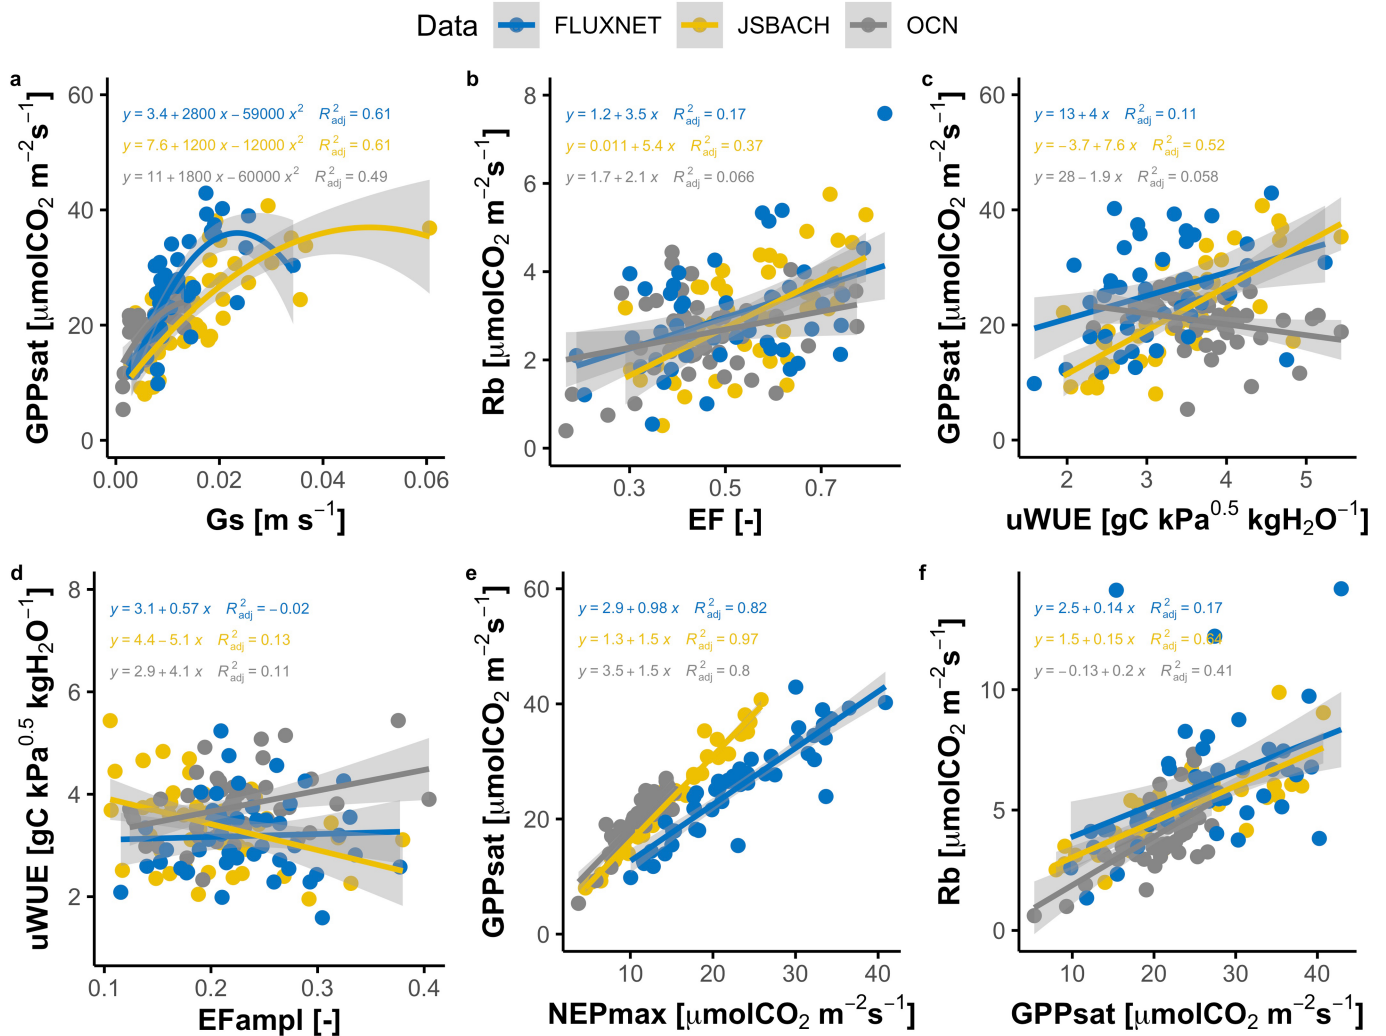 Data FLUXNET JSBACH OCN
a
GPPsat [μmolCO₂ m⁻²s⁻¹]
60
40
20
0
y = 3.4 + 2800 x − 59000 x² R²adj = 0.61
y = 7.6 + 1200 x − 12000 x² R²adj = 0.61
y = 11 + 1800 x − 60000 x² R²adj = 0.49
0.00 0.02 0.04 0.06
Gs [m s⁻¹]
b
Rb [μmolCO₂ m⁻²s⁻¹]
8
6
4
2
0
y = 1.2 + 3.5 x R²adj = 0.17
y = 0.011 + 5.4 x R²adj = 0.37
y = 1.7 + 2.1 x R²adj = 0.066
0.3 0.5 0.7
EF [-]
c
GPPsat [μmolCO₂ m⁻²s⁻¹]
60
40
20
0
y = 13 + 4 x R²adj = 0.11
y = −3.7 + 7.6 x R²adj = 0.52
y = 28 − 1.9 x R²adj = 0.058
2 3 4 5
uWUE [gC kPa⁰·⁵ kgH₂O⁻¹]
d
uWUE [gC kPa⁰·⁵ kgH₂O⁻¹]
8
6
4
2
y = 3.1 + 0.57 x R²adj = −0.02
y = 4.4 − 5.1 x R²adj = 0.13
y = 2.9 + 4.1 x R²adj = 0.11
0.1 0.2 0.3 0.4
EFampl [-]
e
GPPsat [μmolCO₂ m⁻²s⁻¹]
60
40
20
0
y = 2.9 + 0.98 x R²adj = 0.82
y = 1.3 + 1.5 x R²adj = 0.97
y = 3.5 + 1.5 x R²adj = 0.8
10 20 30 40
NEPmax [μmolCO₂ m⁻²s⁻¹]
f
Rb [μmolCO₂ m⁻²s⁻¹]
10
5
0
y = 2.5 + 0.14 x R²adj = 0.17
y = 1.5 + 0.15 x R²adj = 0.64
y = −0.13 + 0.2 x R²adj = 0.41
10 20 30 40
GPPsat [μmolCO₂ m⁻²s⁻¹]